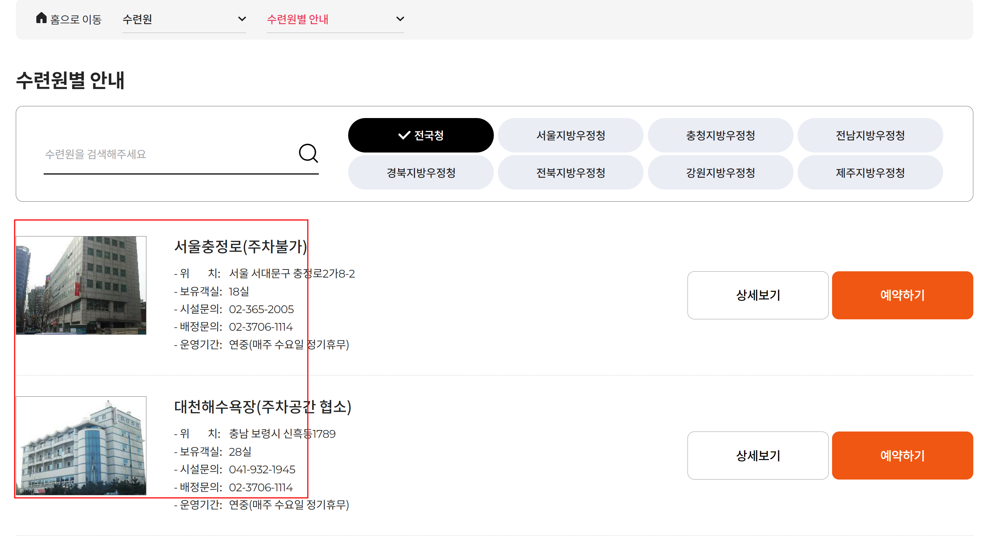 홈으로 이동 수련원 수련원별 안내
수련원별 안내
수련원을 검색해주세요
전국청 서울지방우정청 충청지방우정청 전남지방우정청
경북지방우정청 전북지방우정청 강원지방우정청 제주지방우정청
서울충정로(주차불가)
- 위 치: 서울 서대문구 충정로2가8-2
- 보유객실: 18실
- 시설문의: 02-365-2005
- 배정문의: 02-3706-1114
- 운영기간: 연중(매주 수요일 정기휴무)
상세보기 예약하기
대천해수욕장(주차공간 협소)
- 위 치: 충남 보령시 신흑동1789
- 보유객실: 28실
- 시설문의: 041-932-1945
- 배정문의: 02-3706-1114
- 운영기간: 연중(매주 수요일 정기휴무)
상세보기 예약하기